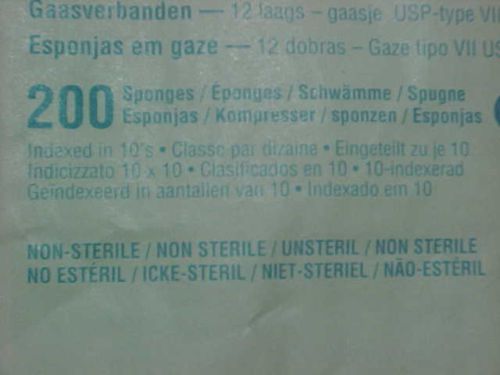 Gaasverbanden — 12 laags – gaasje USP-type VII
Esponjas em gaze — 12 dobras – Gaze tipo VII US
200 Sponges / Éponges / Schwämme / Spugne
Esponjas / Kompresser / sponzen / Esponjas
Indexed in 10's • Classe par dizaine • Eingeteilt zu je 10
Indicizzato 10 x 10 • Clasificados en 10 • 10-indexerad
Geïndexeerd in aantallen van 10 • Indexado em 10
NON-STERILE / NON STERILE / UNSTERIL / NON STERILE
NO ESTÉRIL / ICKE-STERIL / NIET-STERIEL / NÃO-ESTÉRIL